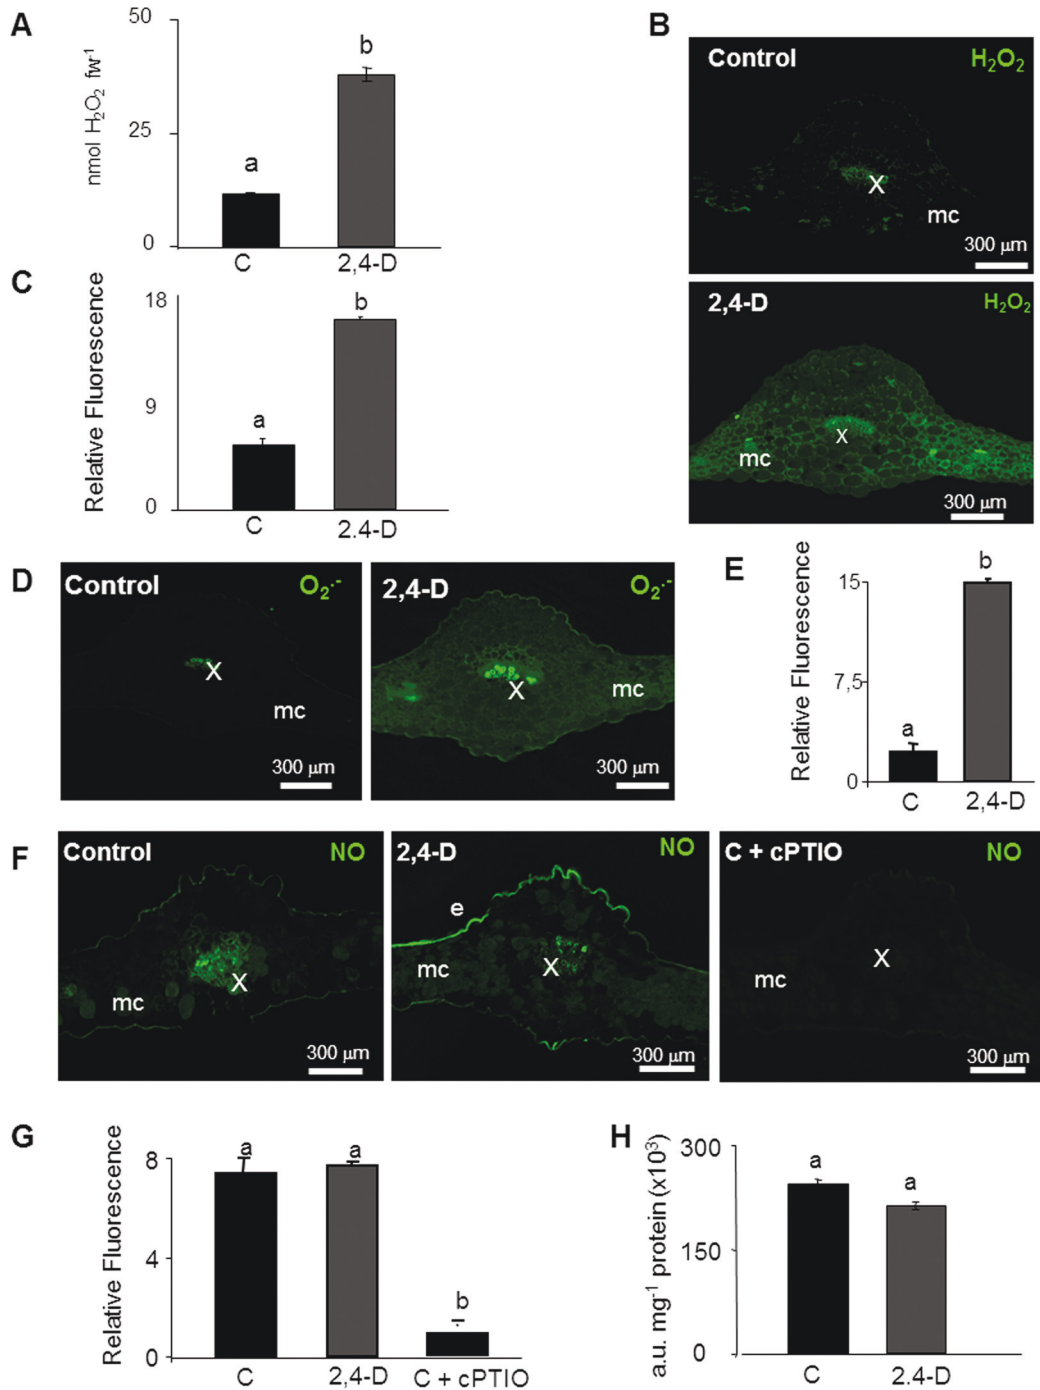 A
nmol H₂O₂ fw⁻¹
50
25
0
a
b
C
2,4-D
B
Control
H₂O₂
X
mc
300 µm
2,4-D
H₂O₂
X
mc
300 µm
C
Relative Fluorescence
18
9
0
a
b
C
2.4-D
D
Control
O₂·⁻
X
mc
300 µm
2,4-D
O₂·⁻
X
mc
300 µm
E
Relative Fluorescence
15
7,5
0
a
b
C
2,4-D
F
Control
NO
X
mc
300 µm
2,4-D
NO
e
X
mc
300 µm
C + cPTIO
NO
X
mc
300 µm
G
Relative Fluorescence
8
4
0
a
a
b
C
2,4-D
C + cPTIO
H
a.u. mg⁻¹ protein (x10³)
300
150
0
a
a
C
2.4-D